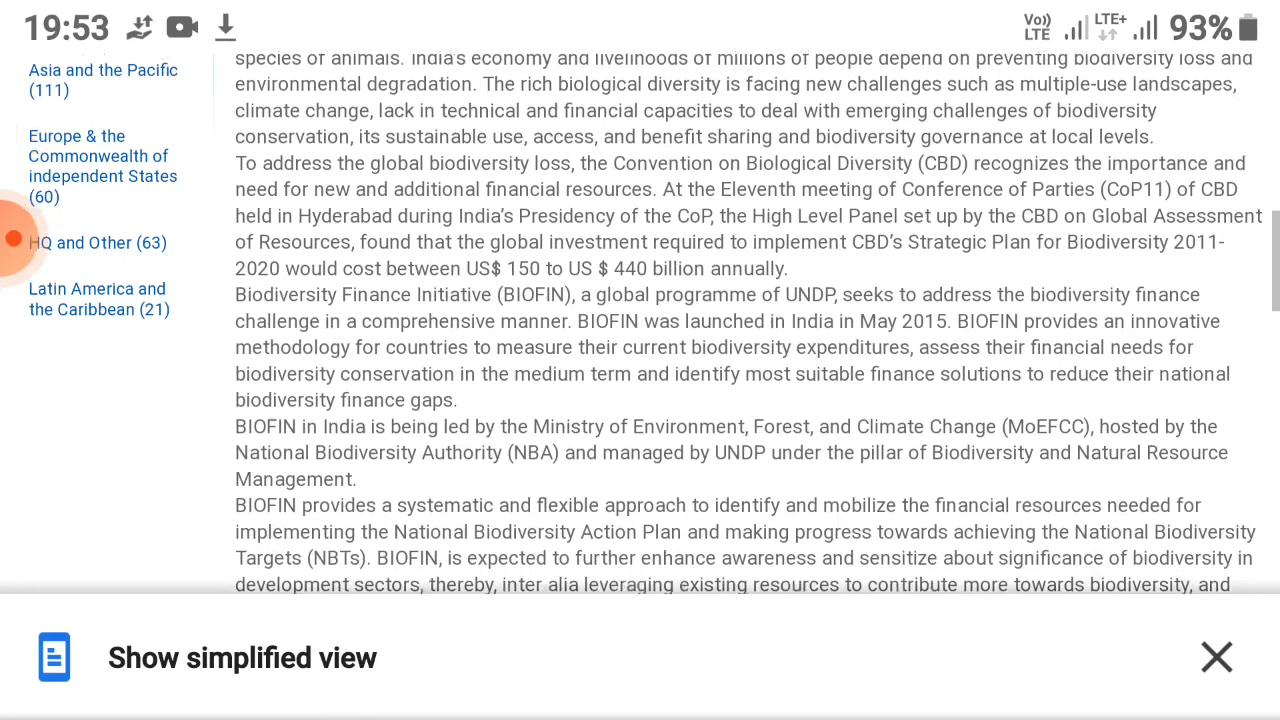 19:53
Vo)) LTE
LTE+
93%
Asia and the Pacific
(111)
Europe & the
Commonwealth of
independent States
(60)
HQ and Other (63)
Latin America and
the Caribbean (21)
species of animals. India's economy and livelihoods of millions of people depend on preventing biodiversity loss and
environmental degradation. The rich biological diversity is facing new challenges such as multiple-use landscapes,
climate change, lack in technical and financial capacities to deal with emerging challenges of biodiversity
conservation, its sustainable use, access, and benefit sharing and biodiversity governance at local levels.
To address the global biodiversity loss, the Convention on Biological Diversity (CBD) recognizes the importance and
need for new and additional financial resources. At the Eleventh meeting of Conference of Parties (CoP11) of CBD
held in Hyderabad during India's Presidency of the CoP, the High Level Panel set up by the CBD on Global Assessment
of Resources, found that the global investment required to implement CBD's Strategic Plan for Biodiversity 2011-
2020 would cost between US$ 150 to US $ 440 billion annually.
Biodiversity Finance Initiative (BIOFIN), a global programme of UNDP, seeks to address the biodiversity finance
challenge in a comprehensive manner. BIOFIN was launched in India in May 2015. BIOFIN provides an innovative
methodology for countries to measure their current biodiversity expenditures, assess their financial needs for
biodiversity conservation in the medium term and identify most suitable finance solutions to reduce their national
biodiversity finance gaps.
BIOFIN in India is being led by the Ministry of Environment, Forest, and Climate Change (MoEFCC), hosted by the
National Biodiversity Authority (NBA) and managed by UNDP under the pillar of Biodiversity and Natural Resource
Management.
BIOFIN provides a systematic and flexible approach to identify and mobilize the financial resources needed for
implementing the National Biodiversity Action Plan and making progress towards achieving the National Biodiversity
Targets (NBTs). BIOFIN, is expected to further enhance awareness and sensitize about significance of biodiversity in
development sectors, thereby, inter alia leveraging existing resources to contribute more towards biodiversity, and
Show simplified view